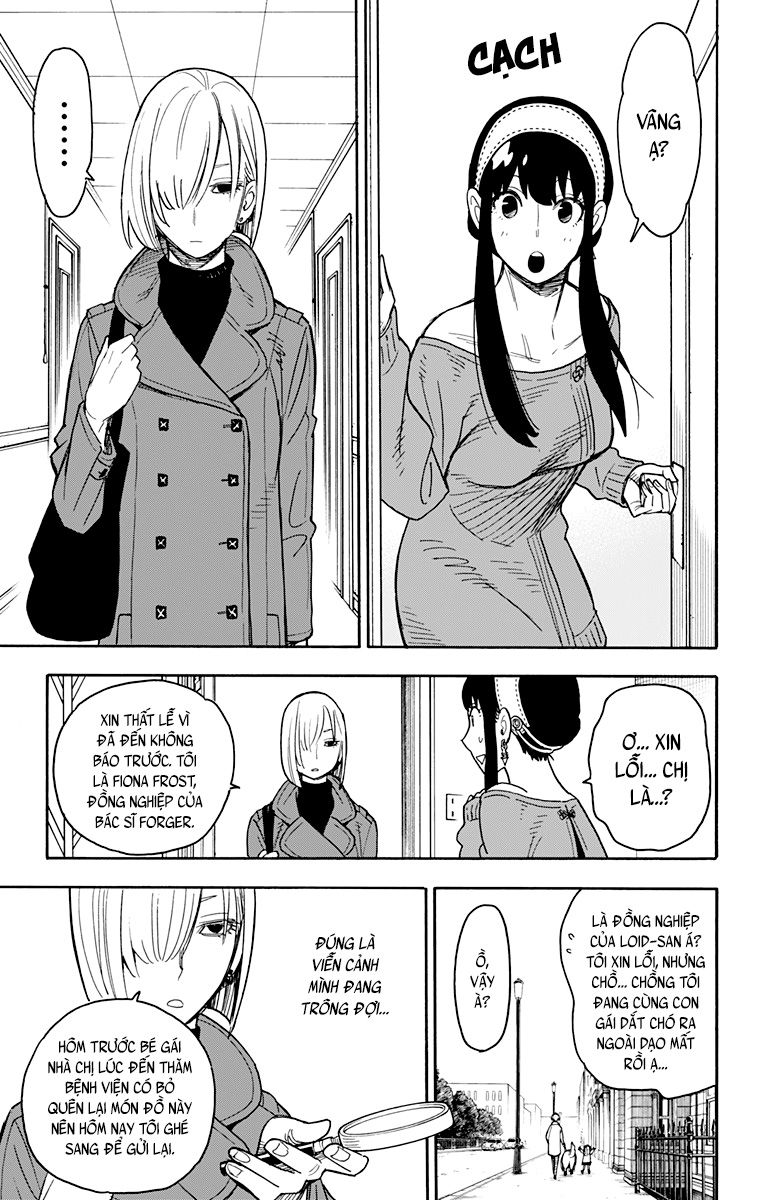 CẠCH
VÂNG
Ạ?
......
Ơ... XIN
LỖI... CHỊ
LÀ...?
XIN THẤT LỄ VÌ
ĐÃ ĐẾN KHÔNG
BÁO TRƯỚC. TÔI
LÀ FIONA FROST,
ĐỒNG NGHIỆP CỦA
BÁC SĨ FORGER.
LÀ ĐỒNG NGHIỆP
CỦA LOID-SAN Á?
TÔI XIN LỖI, NHƯNG
CHỒ... CHỒNG TÔI
ĐANG CÙNG CON
GÁI DẮT CHÓ RA
NGOÀI DẠO MẤT
RỒI Ạ...
Ồ,
VẬY
À?
ĐÚNG LÀ
VIỄN CẢNH
MÌNH ĐANG
TRÔNG ĐỢI...
HÔM TRƯỚC BÉ GÁI
NHÀ CHỊ LÚC ĐẾN THĂM
BỆNH VIỆN CÓ BỎ
QUÊN LẠI MÓN ĐỒ NÀY
NÊN HÔM NAY TÔI GHÉ
SANG ĐỂ GỬI LẠI.